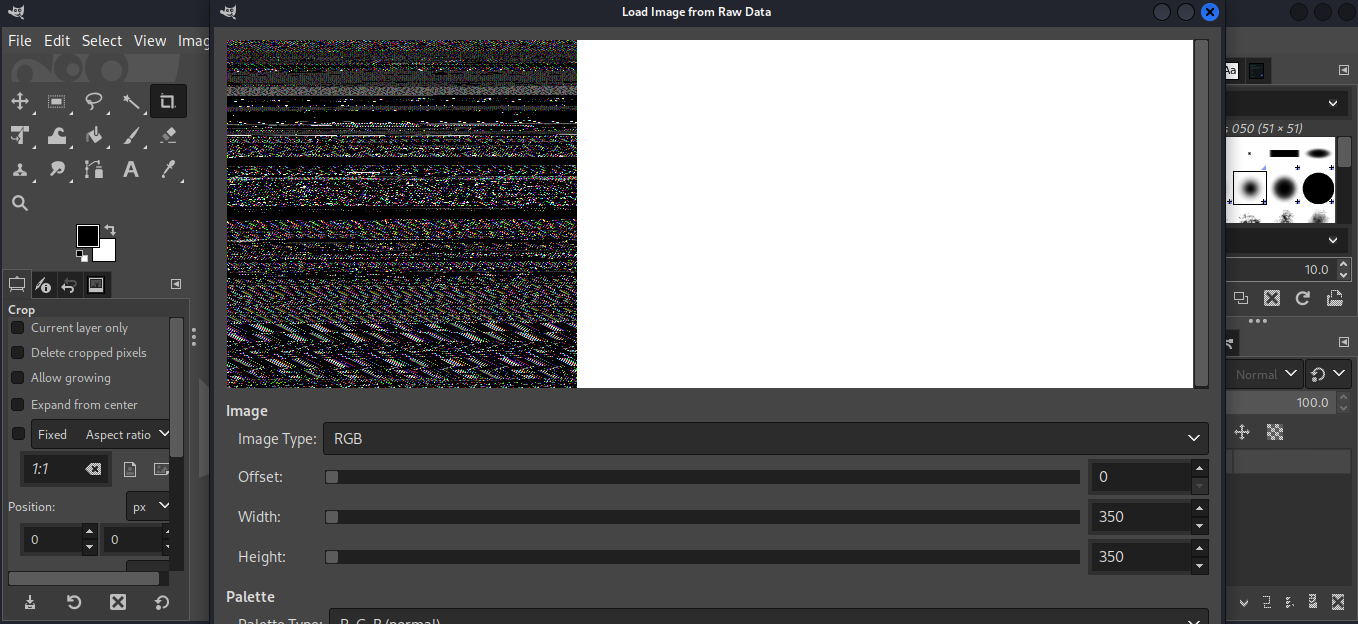 Load Image from Raw Data
File Edit Select View Imag
Aa
050 (51 × 51)
10.0
Crop
Current layer only
Delete cropped pixels
Allow growing
Expand from center
Fixed Aspect ratio
1:1
Position:
px
0
0
Image
Image Type:
RGB
Offset:
0
Width:
350
Height:
350
Palette
Palette Type:
R, G, B (normal)
Normal
100.0